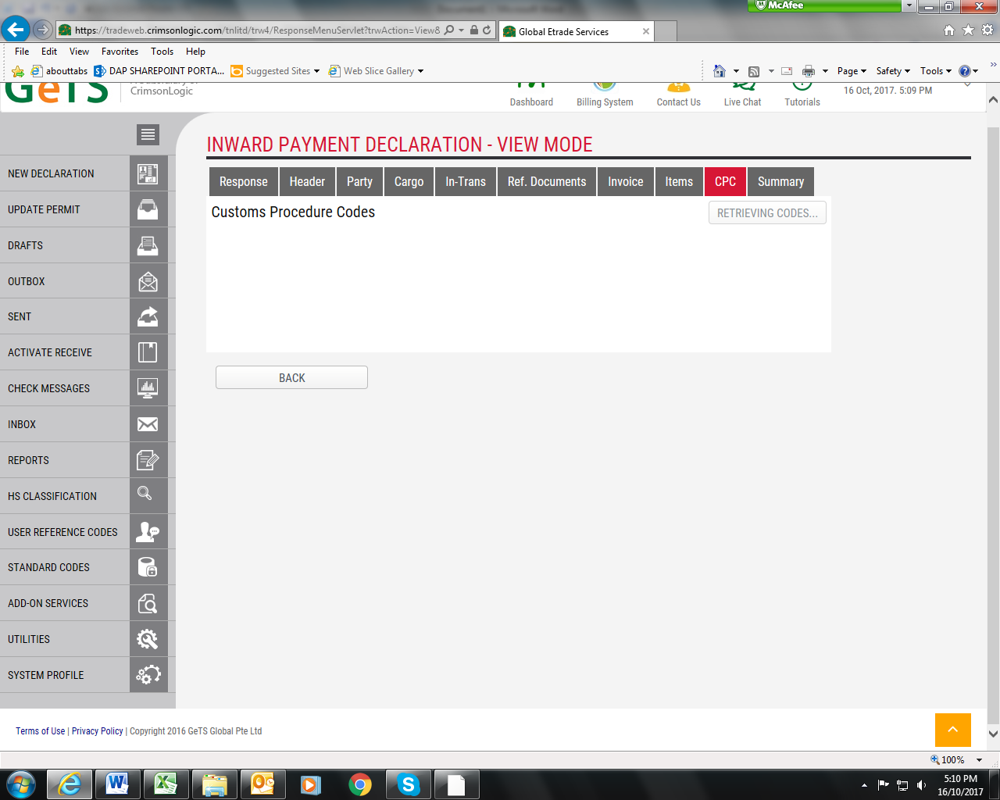 McAfee
https://tradeweb.crimsonlogic.com/tnltd/trw4/ResponseMenuServlet?trwAction=View&
Global Etrade Services
File Edit View Favorites Tools Help
abouttabs DAP SHAREPOINT PORTA... Suggested Sites Web Slice Gallery
Page Safety Tools
GeTS
CrimsonLogic
Dashboard Billing System Contact Us Live Chat Tutorials
16 Oct, 2017. 5:09 PM
INWARD PAYMENT DECLARATION - VIEW MODE
Response Header Party Cargo In-Trans Ref. Documents Invoice Items CPC Summary
Customs Procedure Codes
RETRIEVING CODES...
BACK
NEW DECLARATION
UPDATE PERMIT
DRAFTS
OUTBOX
SENT
ACTIVATE RECEIVE
CHECK MESSAGES
INBOX
REPORTS
HS CLASSIFICATION
USER REFERENCE CODES
STANDARD CODES
ADD-ON SERVICES
UTILITIES
SYSTEM PROFILE
Terms of Use | Privacy Policy | Copyright 2016 GeTS Global Pte Ltd
100%
5:10 PM
16/10/2017